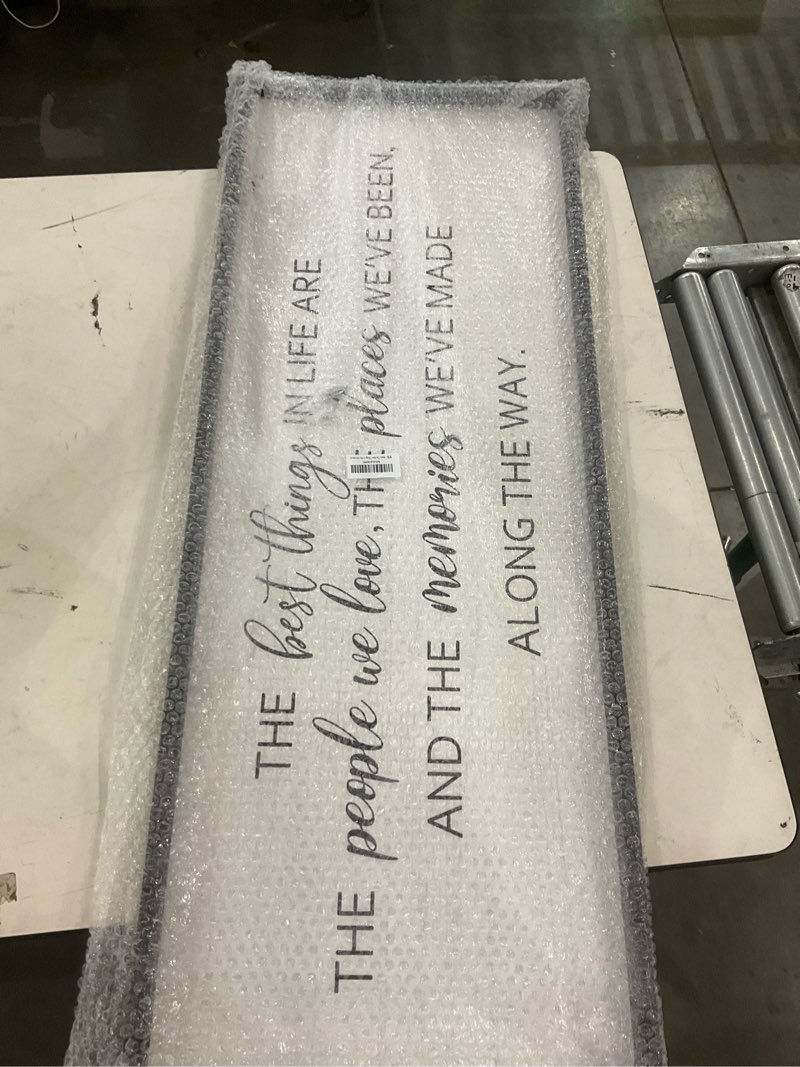 THE best things IN LIFE ARE
THE people we love, THE places WE'VE BEEN,
AND THE memories WE'VE MADE
ALONG THE WAY.